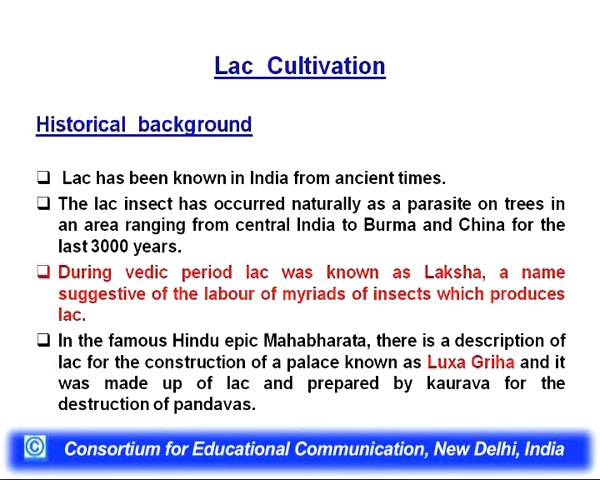 Lac Cultivation
Historical background
❑ Lac has been known in India from ancient times.
❑ The lac insect has occurred naturally as a parasite on trees in
an area ranging from central India to Burma and China for the
last 3000 years.
❑ During vedic period lac was known as Laksha, a name
suggestive of the labour of myriads of insects which produces
lac.
❑ In the famous Hindu epic Mahabharata, there is a description of
lac for the construction of a palace known as Luxa Griha and it
was made up of lac and prepared by kaurava for the
destruction of pandavas.
© Consortium for Educational Communication, New Delhi, India